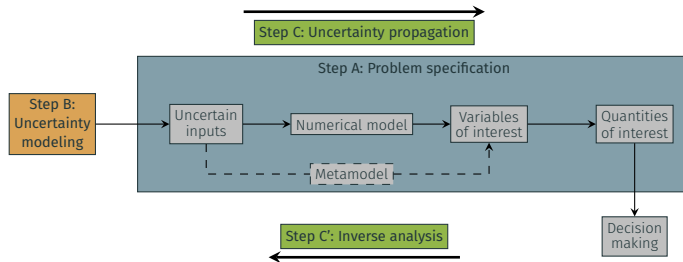 Step C: Uncertainty propagation
Step A: Problem specification
Step B:
Uncertainty
modeling
Uncertain
inputs
Numerical model
Variables
of interest
Quantities
of interest
Metamodel
Step C': Inverse analysis
Decision
making